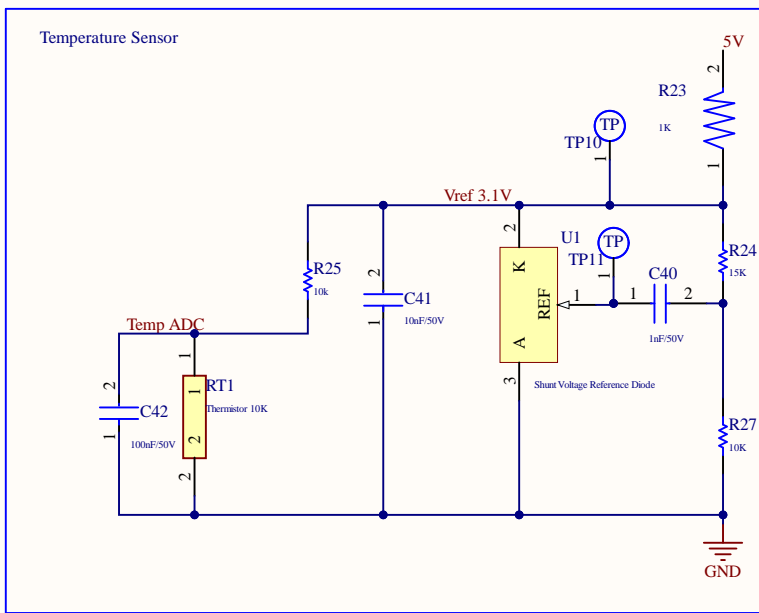 Temperature Sensor
5V
2
R23
1K
1
TP
TP10
1
Vref 3.1V
2
K
U1
TP
TP11
1
R24
15K
R25
10k
2
C41
1
10nF/50V
REF
1
C40
1
2
1nF/50V
A
3
Shunt Voltage Reference Diode
Temp ADC
1
2
C42
1
100nF/50V
1
RT1
Thermistor 10K
2
2
R27
10K
GND